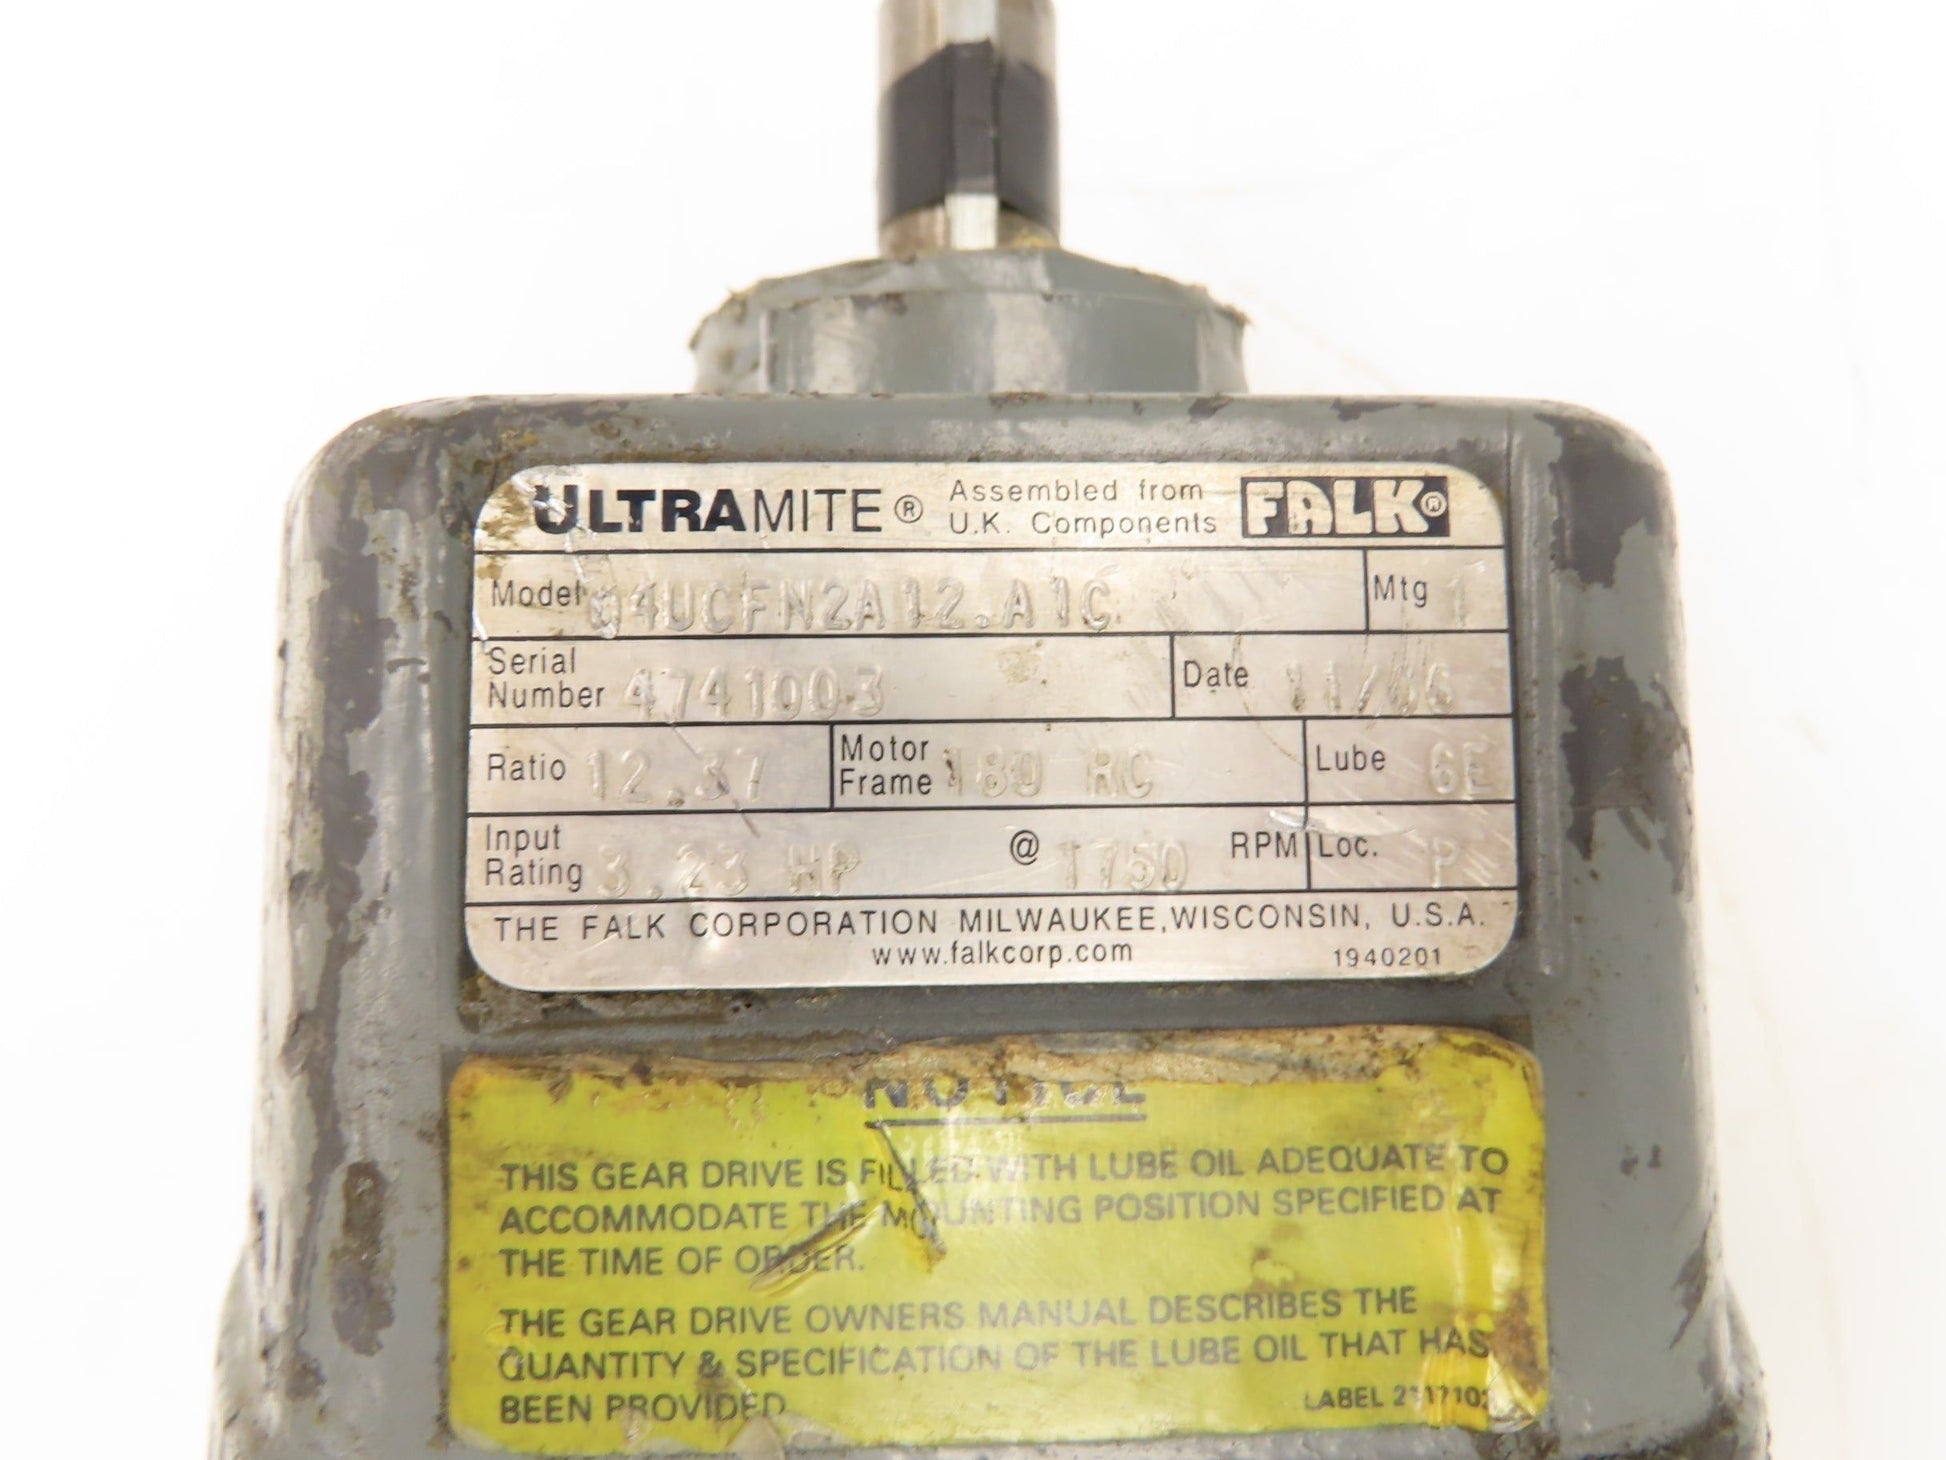 ULTRAMITE® Assembled from U.K. Components FALK®
Model 04UCFN2A12.A1C Mtg 1
Serial Number 4741003 Date 11/06
Ratio 12.37 Motor Frame 180 RC Lube 6E
Input Rating 3.23 HP @ 1750 RPM Loc. P
THE FALK CORPORATION MILWAUKEE, WISCONSIN, U.S.A.
www.falkcorp.com 1940201
NOTICE
THIS GEAR DRIVE IS FILLED WITH LUBE OIL ADEQUATE TO
ACCOMMODATE THE MOUNTING POSITION SPECIFIED AT
THE TIME OF ORDER.
THE GEAR DRIVE OWNERS MANUAL DESCRIBES THE
QUANTITY & SPECIFICATION OF THE LUBE OIL THAT HAS
BEEN PROVIDED
LABEL